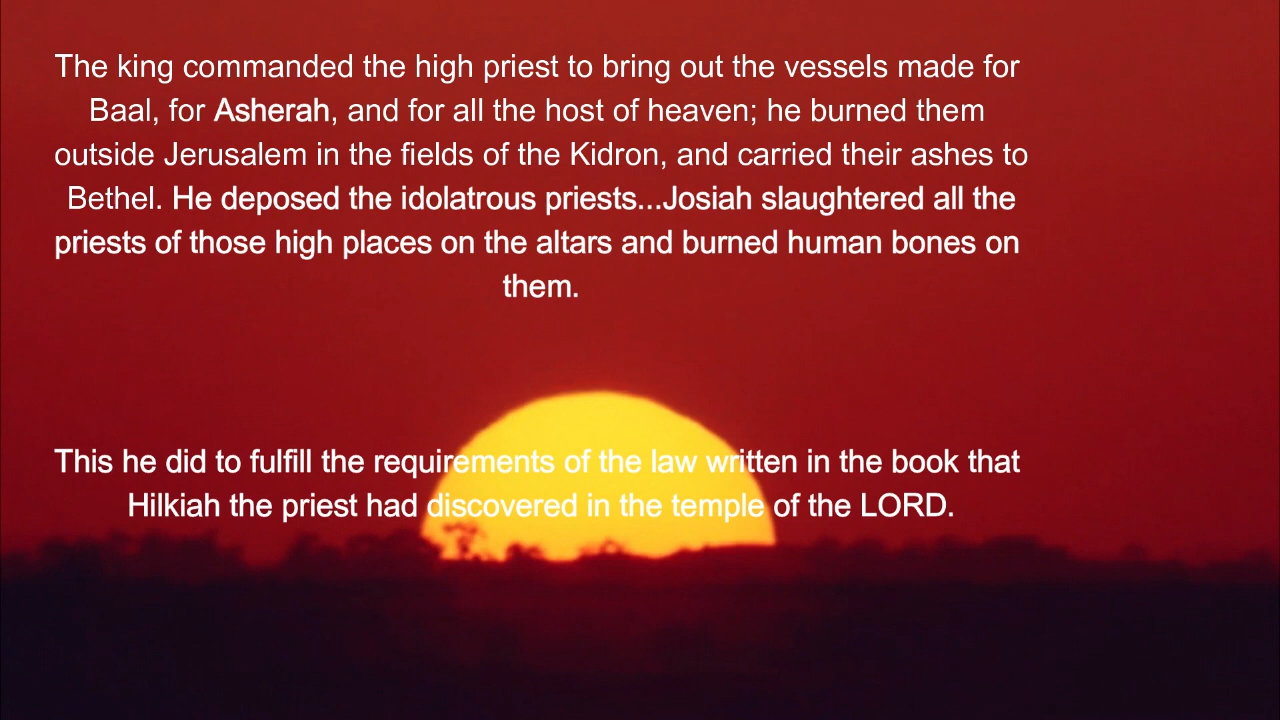 The king commanded the high priest to bring out the vessels made for
Baal, for Asherah, and for all the host of heaven; he burned them
outside Jerusalem in the fields of the Kidron, and carried their ashes to
Bethel. He deposed the idolatrous priests...Josiah slaughtered all the
priests of those high places on the altars and burned human bones on
them.
This he did to fulfill the requirements of the law written in the book that
Hilkiah the priest had discovered in the temple of the LORD.